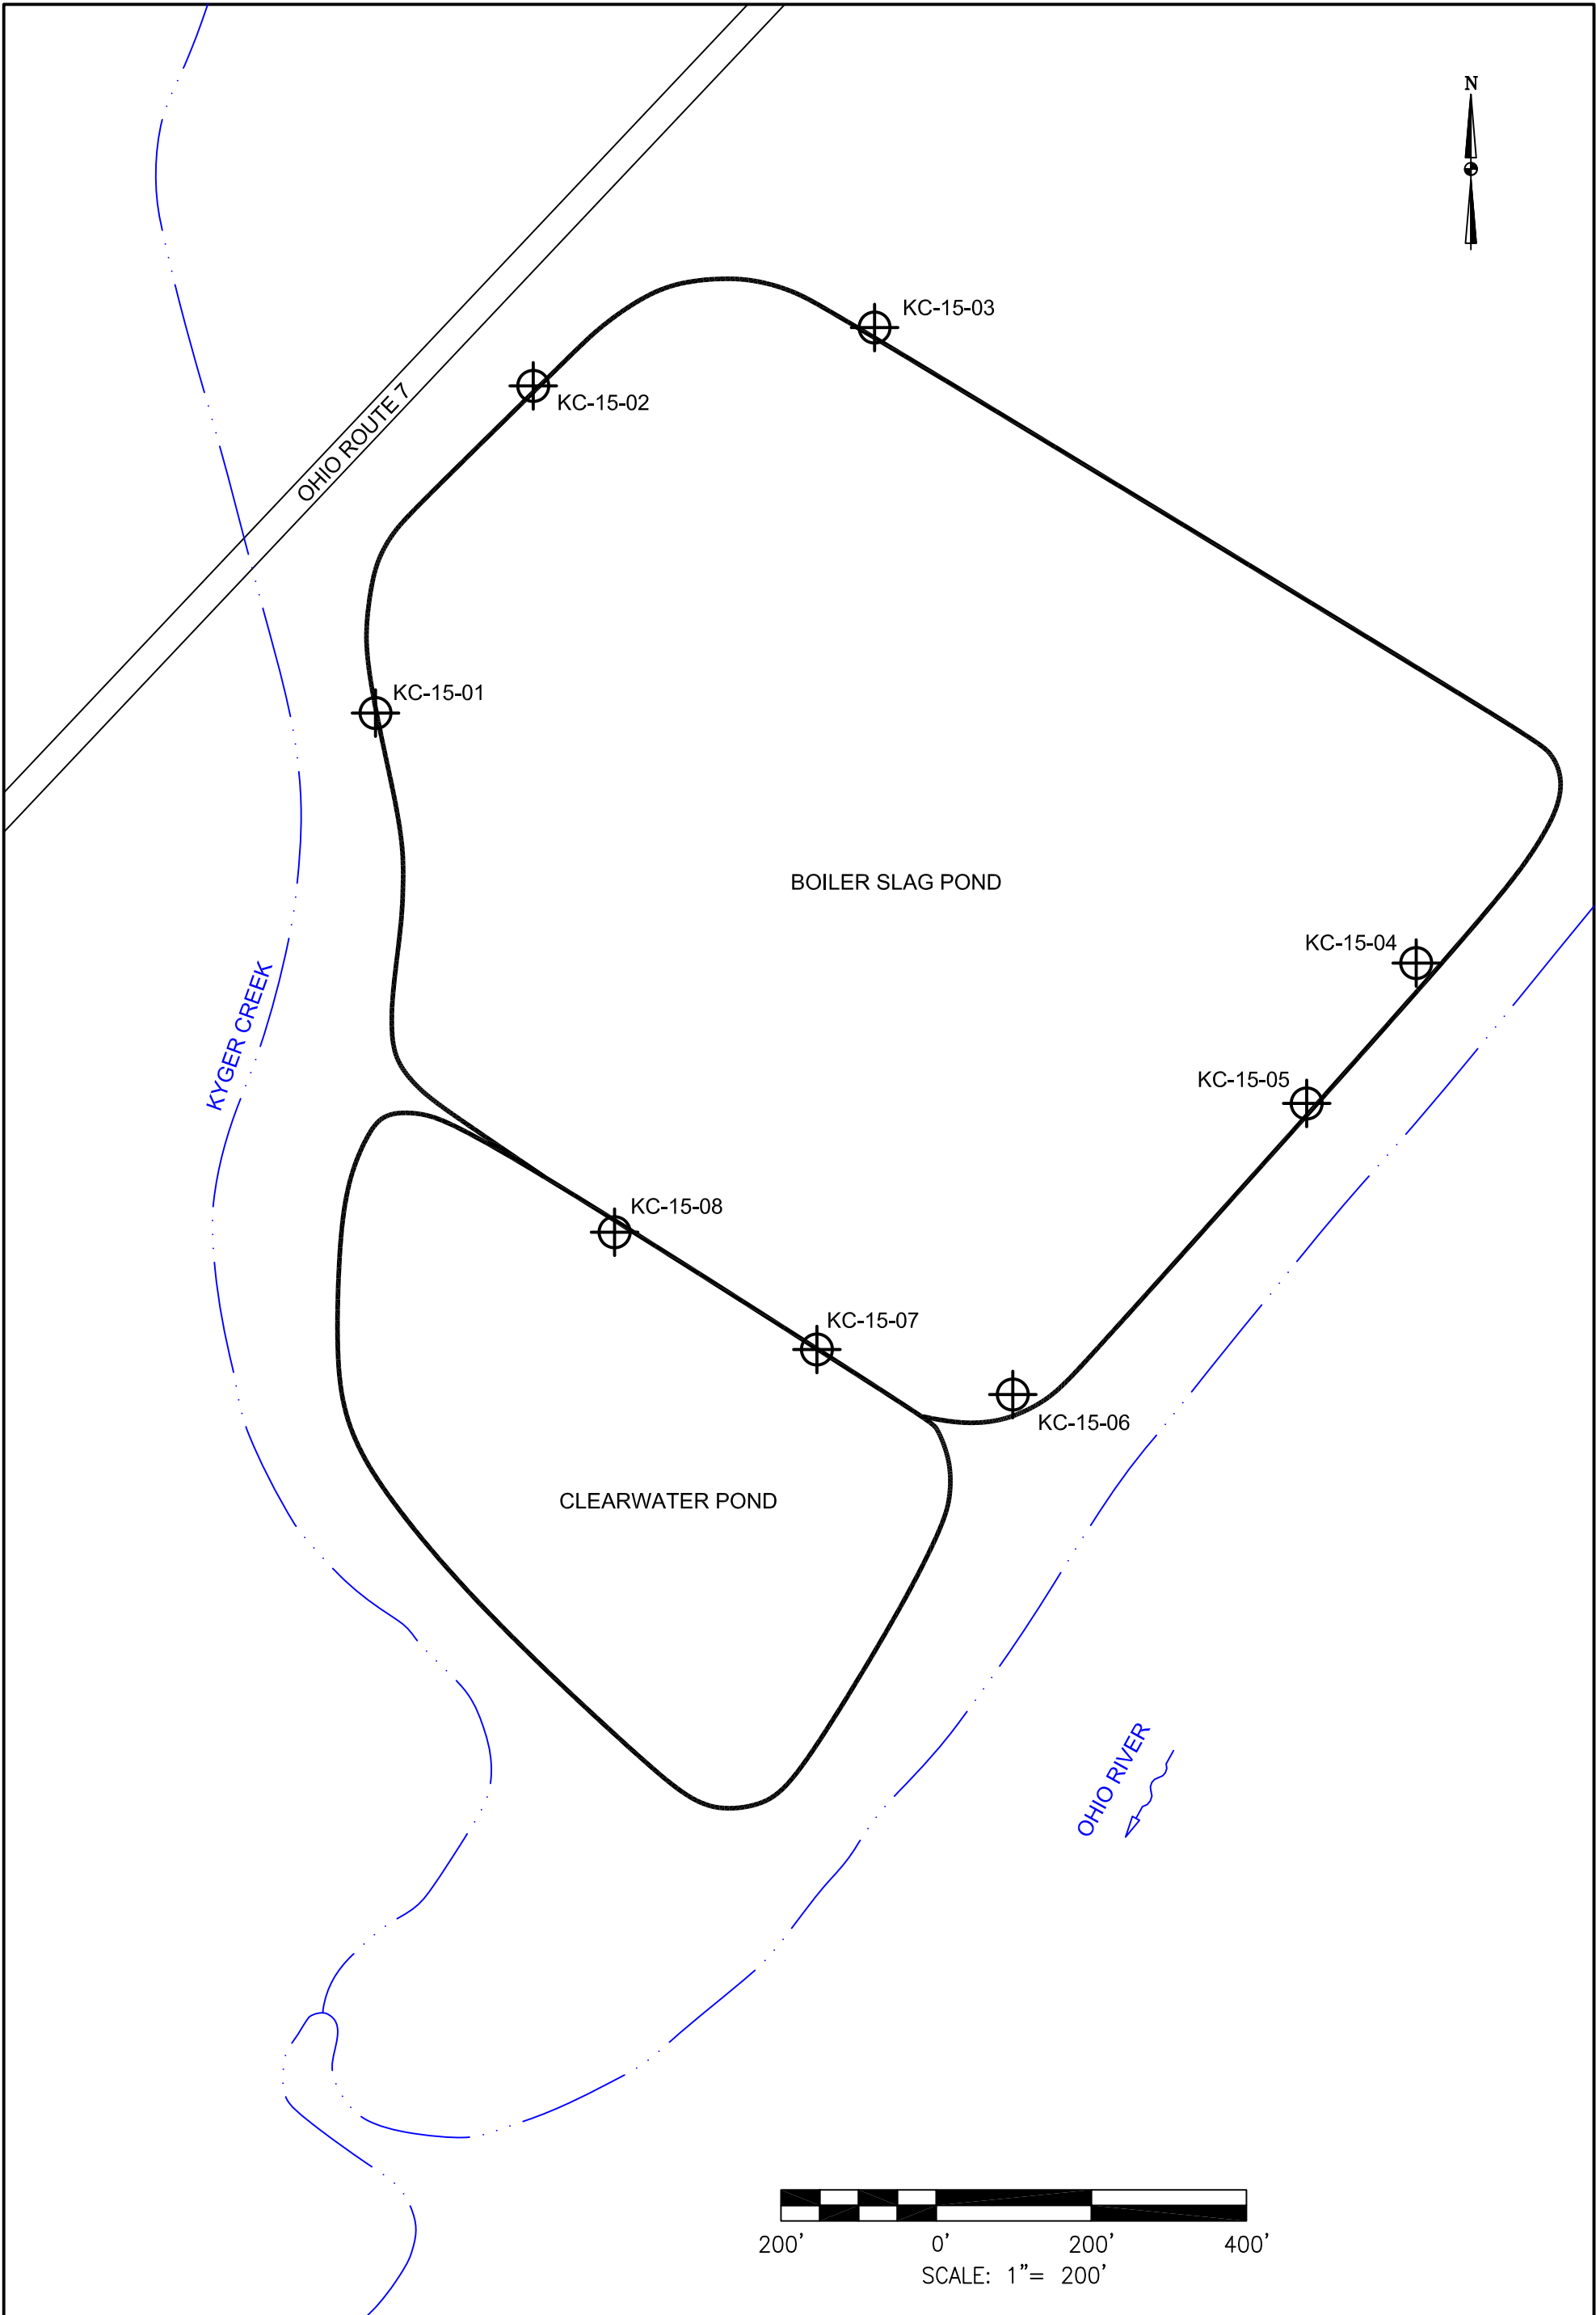 N
KC-15-03
KC-15-02
OHIO ROUTE 7
KC-15-01
BOILER SLAG POND
KC-15-04
KYGER CREEK
KC-15-05
KC-15-08
KC-15-07
KC-15-06
CLEARWATER POND
OHIO RIVER
200' 0' 200' 400'
SCALE: 1"= 200'